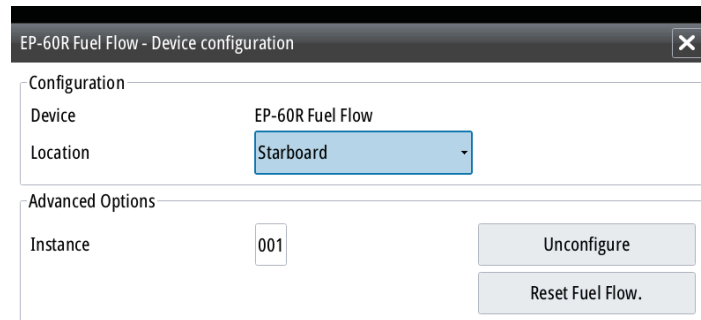 EP-60R Fuel Flow - Device configuration
Configuration
Device EP-60R Fuel Flow
Location Starboard
Advanced Options
Instance 001 Unconfigure
Reset Fuel Flow.